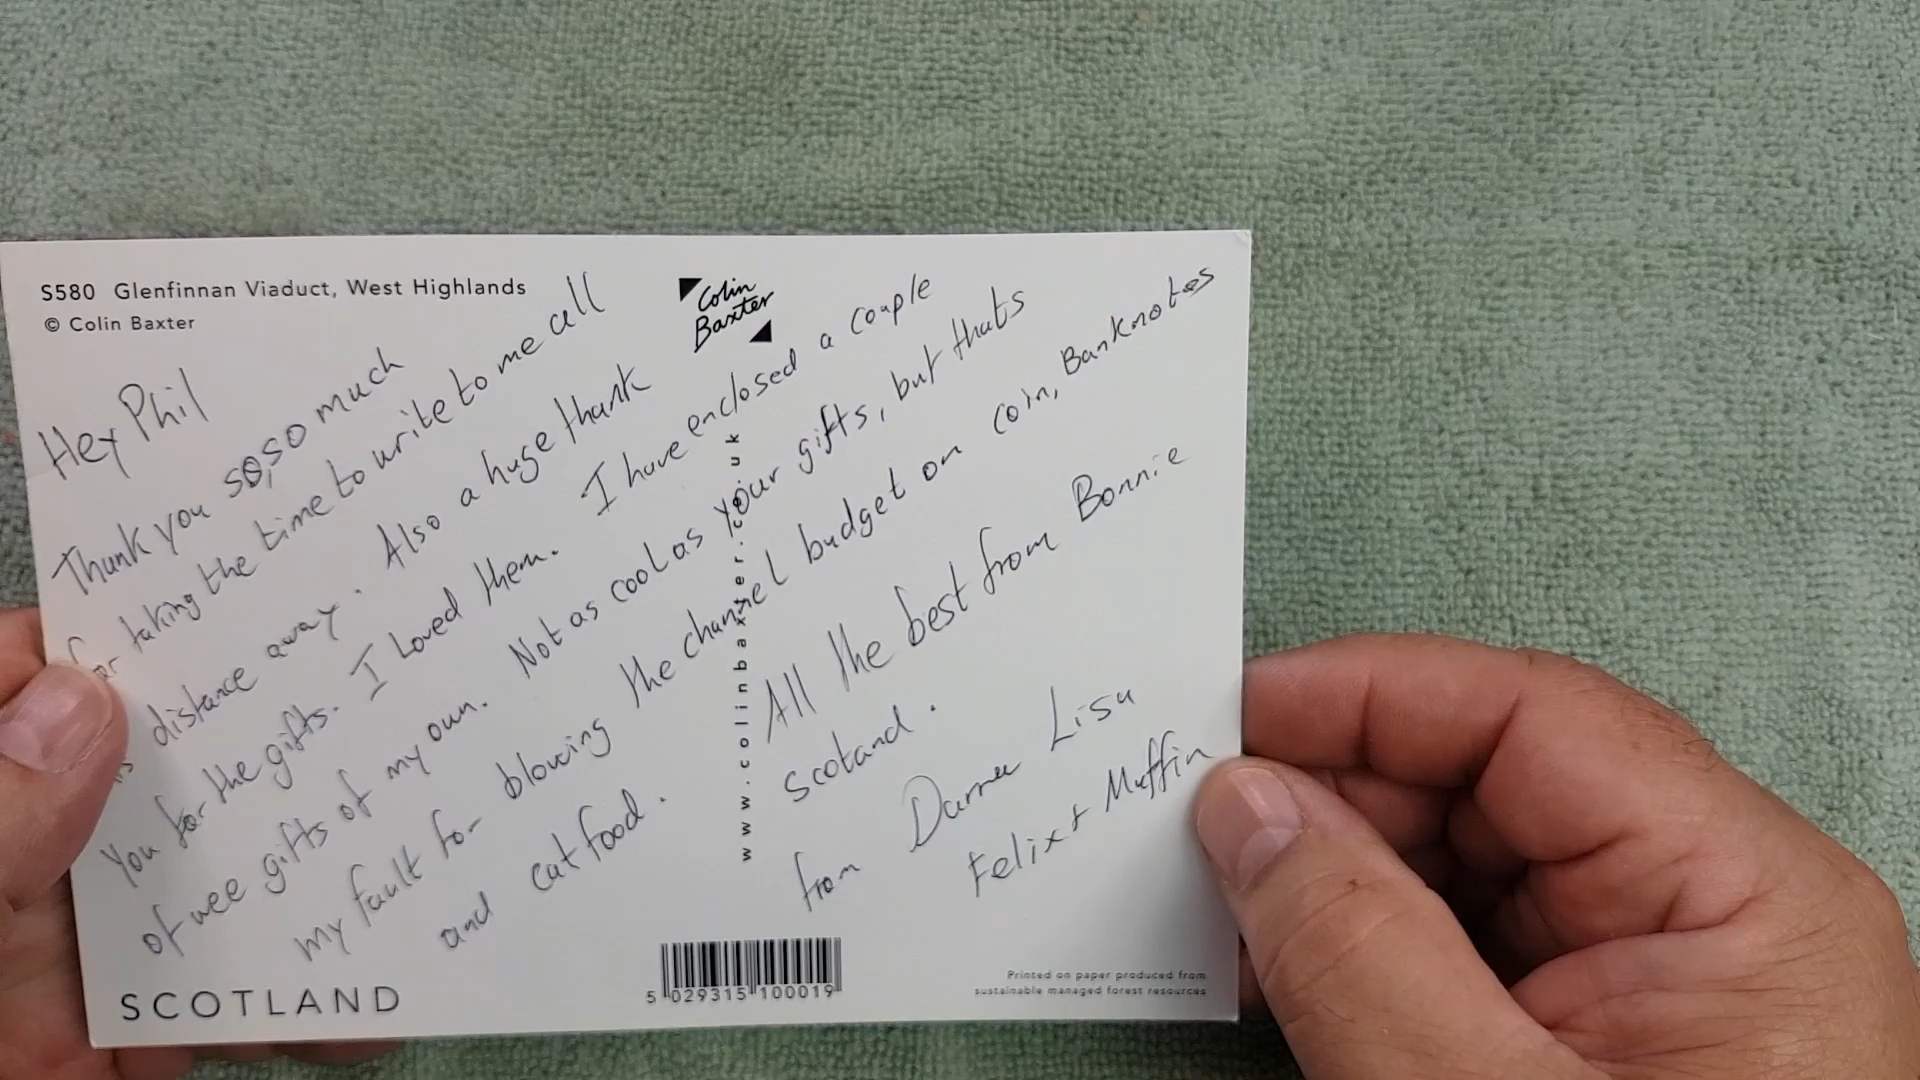 S580 Glenfinnan Viaduct, West Highlands
© Colin Baxter
Colin
Baxter
Hey Phil
Thank you so, so much
for taking the time to write to me all
distance away. Also a huge thank
You for the gifts. I Loved them. I have enclosed a couple
of wee gifts of my own. Not as cool as your gifts, but thats
my fault for blowing the channel budget on coin, Banknotes
and cat food.
All the best from Bonnie
Scotand.
from Lisa
Felix + Muffin
www.colinbaxter.co.uk
SCOTLAND
5 029315 100019
Printed on paper produced from
sustainable managed forest resources